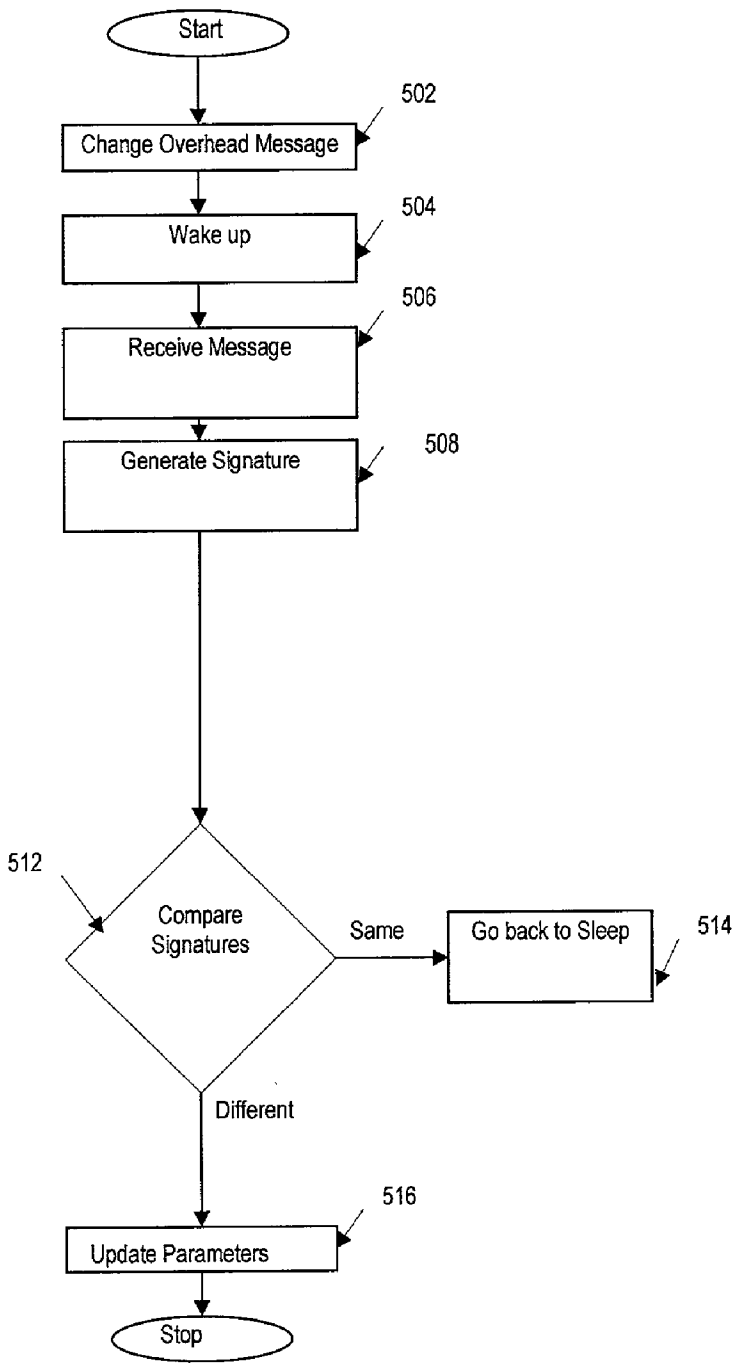 Start
502
Change Overhead Message
504
Wake up
506
Receive Message
508
Generate Signature
512
Compare
Signatures
Same
Go back to Sleep
514
Different
516
Update Parameters
Stop